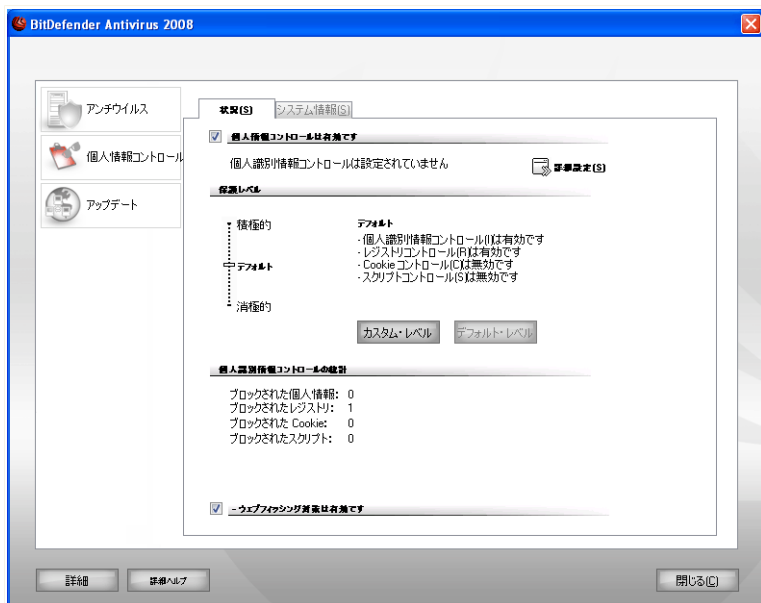 BitDefender Antivirus 2008
アンチウイルス
個人情報コントロール
アップデート
状況(S)
システム情報(S)
個人情報コントロールは有効です
個人識別情報コントロールは設定されていません
詳細設定(S)
保護レベル
積極的
デフォルト
消極的
デフォルト
・個人識別情報コントロール(I)は有効です
・レジストリコントロール(R)は有効です
・Cookie コントロール(C)は無効です
・スクリプトコントロール(S)は無効です
カスタム・レベル
デフォルト・レベル
個人識別情報コントロールの統計
ブロックされた個人情報: 0
ブロックされたレジストリ: 1
ブロックされた Cookie: 0
ブロックされたスクリプト: 0
- ウェブフィッシング対策は有効です
詳細
詳細ヘルプ
閉じる(C)